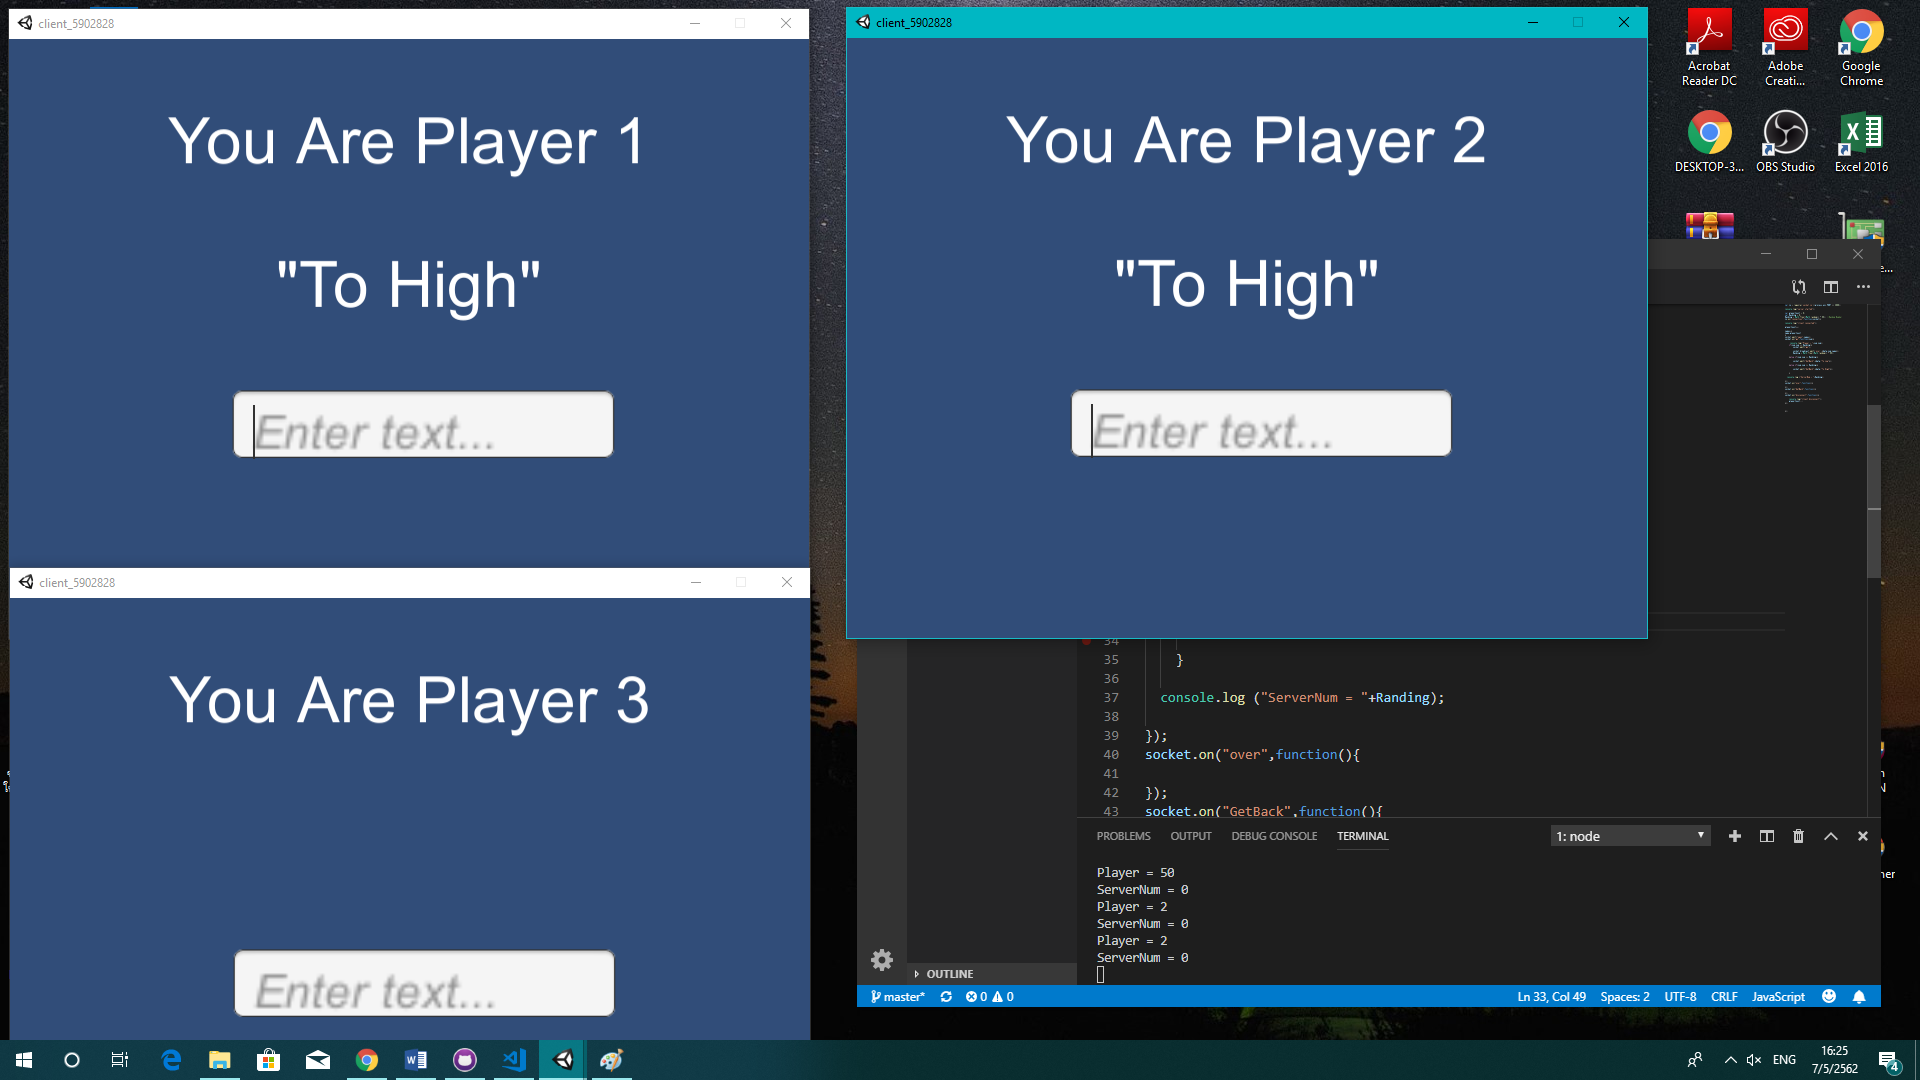 client_5902828
You Are Player 1
"To High"
Enter text...
client_5902828
You Are Player 2
"To High"
Enter text...
client_5902828
You Are Player 3
Enter text...
Acrobat
Reader DC
Adobe
Creati...
Google
Chrome
DESKTOP-3...
OBS Studio
Excel 2016
34
35 }
36
37 console.log ("ServerNum = "+Randing);
38
39 });
40 socket.on("over",function(){
41
42 });
43 socket.on("GetBack",function(){
PROBLEMS OUTPUT DEBUG CONSOLE TERMINAL 1: node
Player = 50
ServerNum = 0
Player = 2
ServerNum = 0
Player = 2
ServerNum = 0
OUTLINE
master* 0 0 Ln 33, Col 49 Spaces: 2 UTF-8 CRLF JavaScript
ENG
16:25
7/5/2562
4